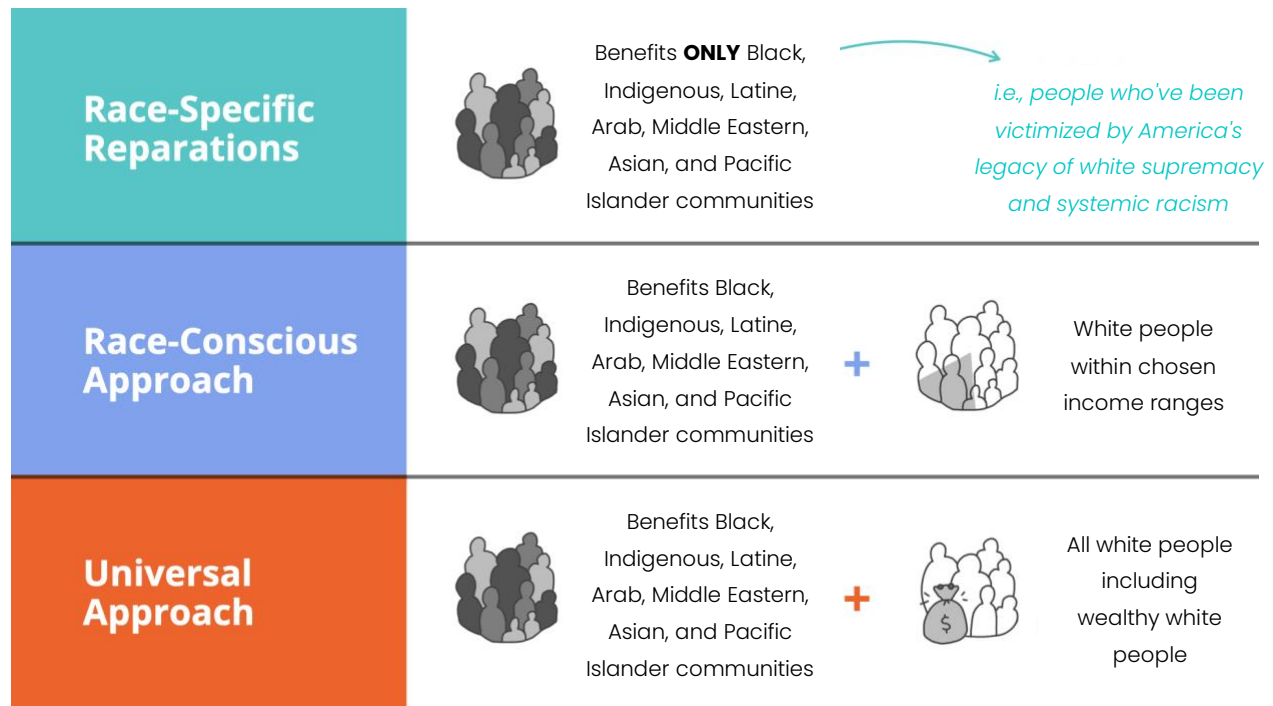 Race-Specific
Reparations
Benefits ONLY Black,
Indigenous, Latine,
Arab, Middle Eastern,
Asian, and Pacific
Islander communities
i.e., people who've been
victimized by America's
legacy of white supremacy
and systemic racism
Race-Conscious
Approach
Benefits Black,
Indigenous, Latine,
Arab, Middle Eastern,
Asian, and Pacific
Islander communities
+
White people
within chosen
income ranges
Universal
Approach
Benefits Black,
Indigenous, Latine,
Arab, Middle Eastern,
Asian, and Pacific
Islander communities
+
$
All white people
including
wealthy white
people